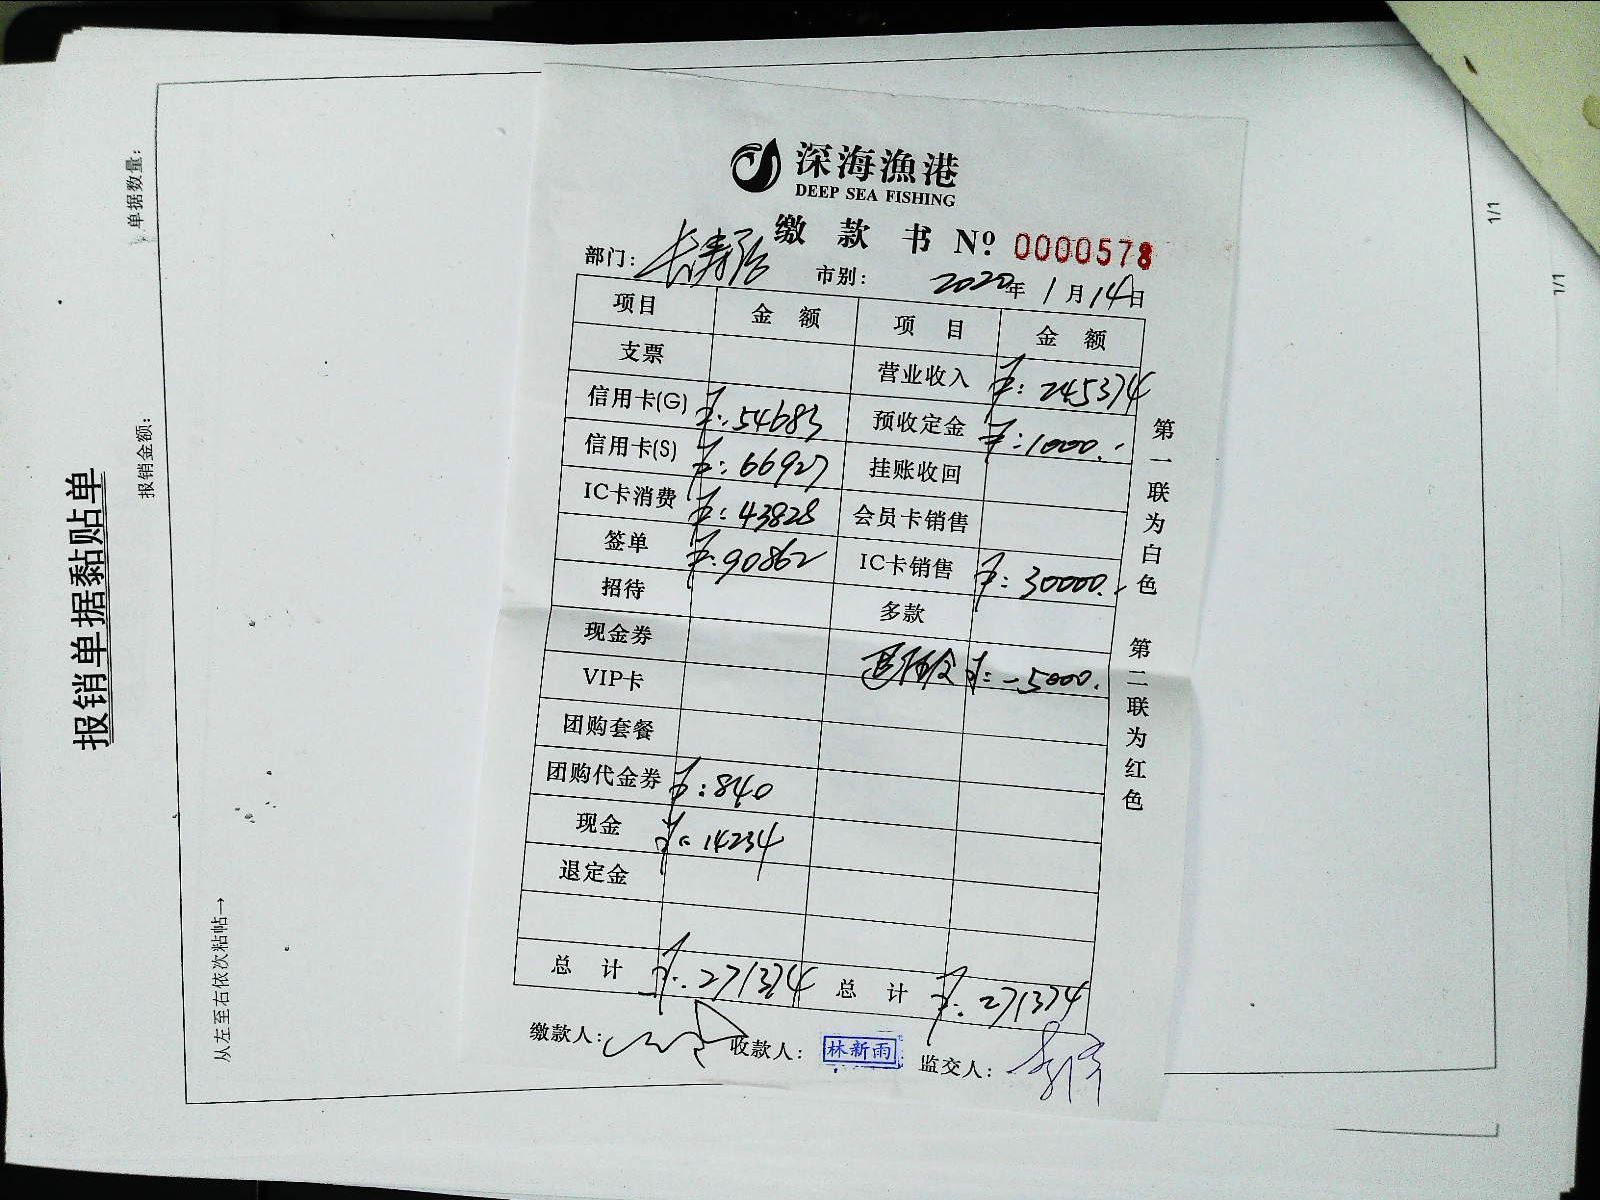 深海漁港
DEEP SEA FISHING
缴款书 Nº 0000578
部门: 长寿路 市别: 2020年1月14日
项目 金额 项目 金额
支票 营业收入 ¥:245374
信用卡(G) ¥:54683 预收定金 ¥:1000.-
信用卡(S) ¥:66927 挂账收回
IC卡消费 ¥:43828 会员卡销售
签单 ¥:90862 IC卡销售 ¥:30000.-
招待 多款
现金券 ¥:-5000.
VIP卡
团购套餐
团购代金券 ¥:840
现金 ¥:14234
退定金
总计 ¥:271374 总计 ¥:271374
缴款人: 收款人: 林新雨 监交人:
第一联为白色 第二联为红色
报销单据黏贴单
报销金额:
单据数量:
从左至右依次粘帖→
1/1
1/1